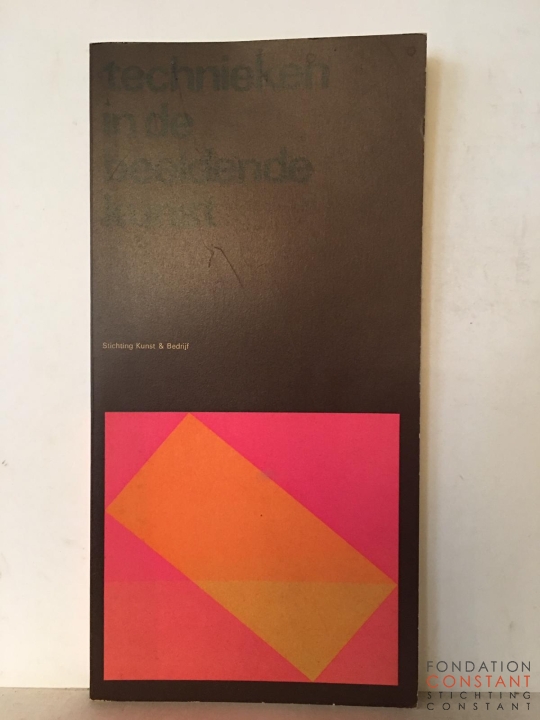 technieken
in de
beeldende
kunst
Stichting Kunst & Bedrijf
FONDATION
CONSTANT
STICHTING
CONSTANT